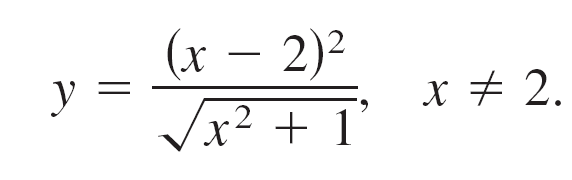 y = (x − 2)² / √(x² + 1), x ≠ 2.